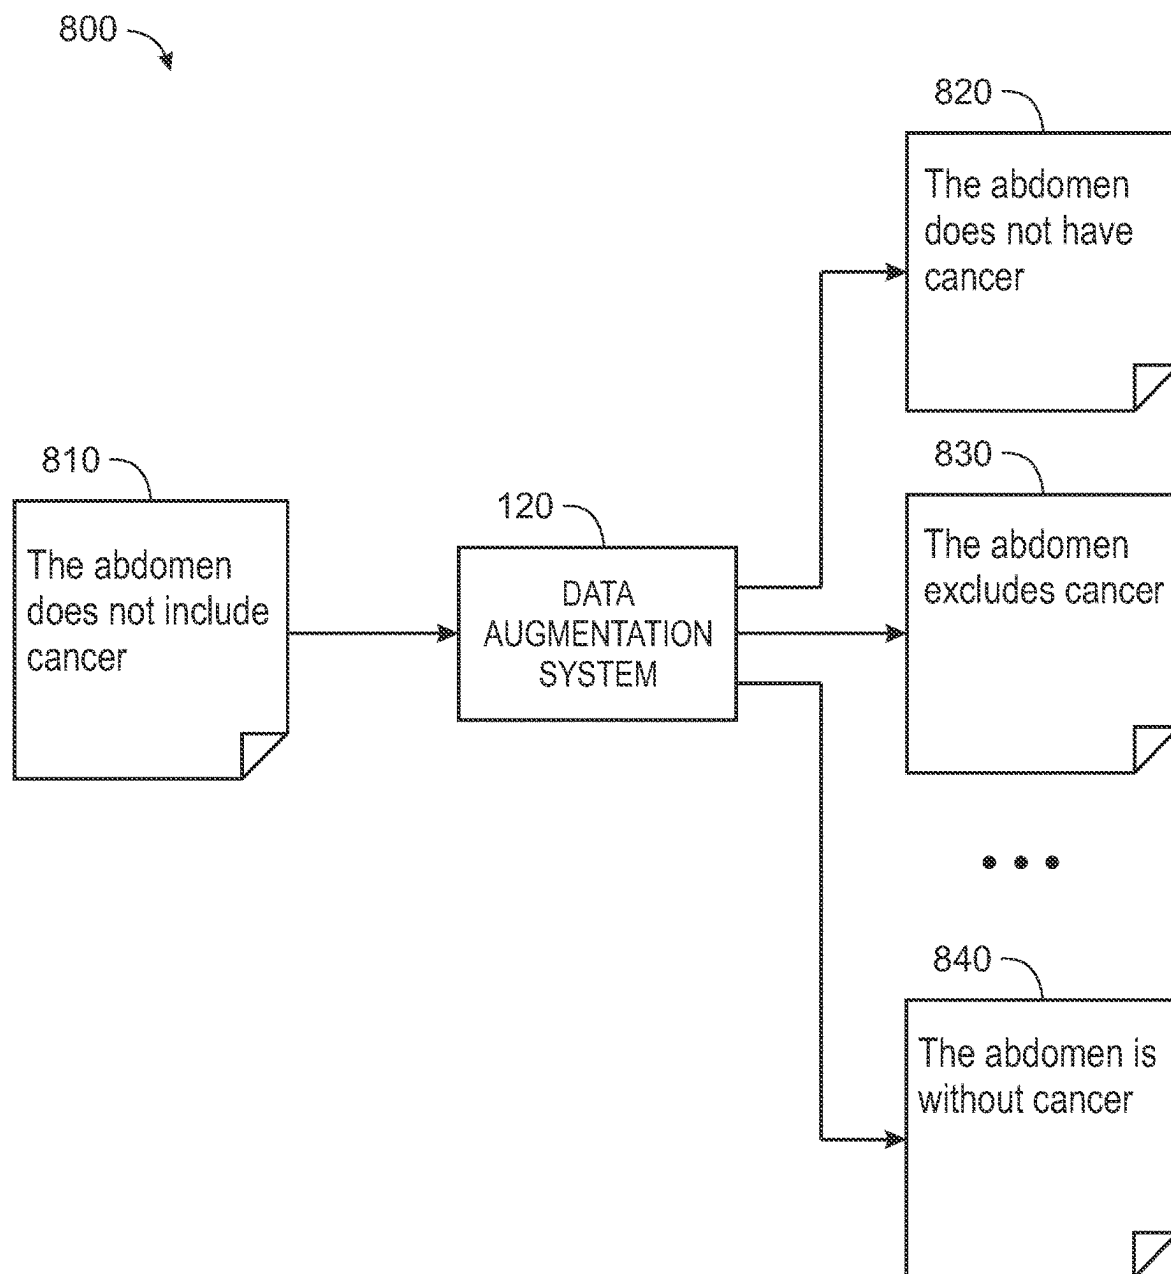 800
820
The abdomen
does not have
cancer
810
The abdomen
does not include
cancer
120
DATA
AUGMENTATION
SYSTEM
830
The abdomen
excludes cancer
840
The abdomen is
without cancer